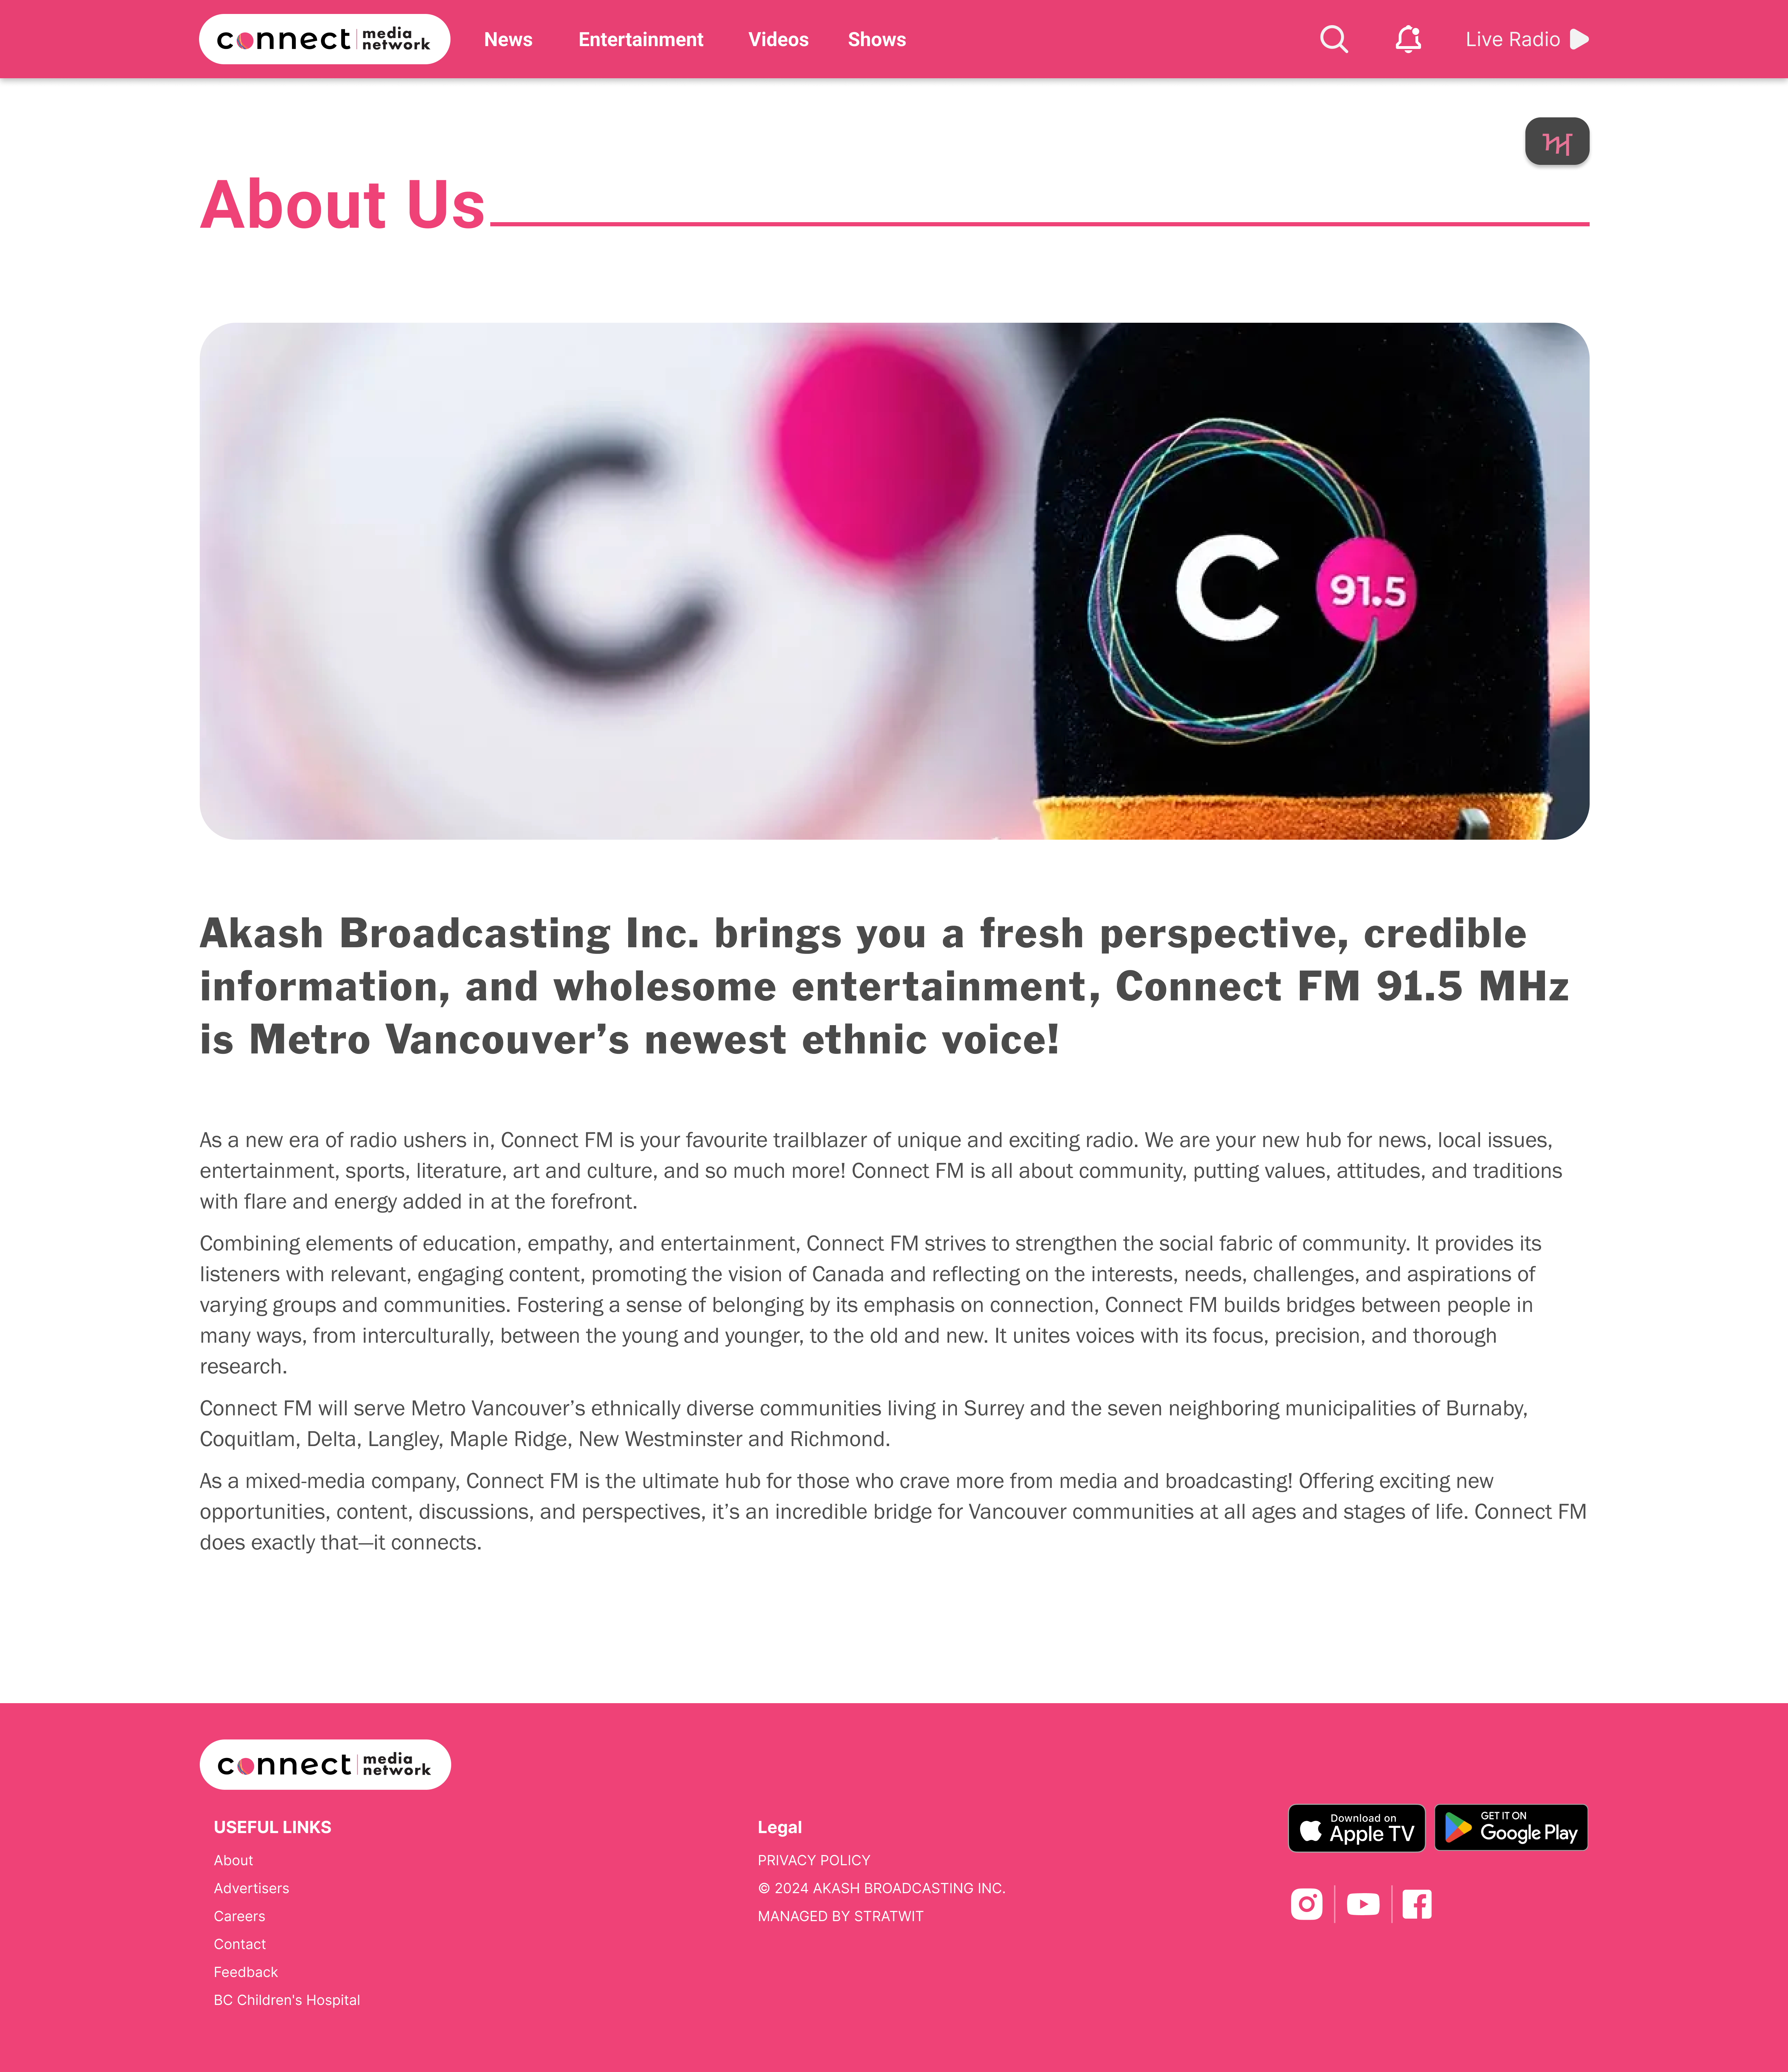 connect media network
News Entertainment Videos Shows
Live Radio
ਅ
About Us
C
C 91.5
Akash Broadcasting Inc. brings you a fresh perspective, credible
information, and wholesome entertainment, Connect FM 91.5 MHz
is Metro Vancouver’s newest ethnic voice!
As a new era of radio ushers in, Connect FM is your favourite trailblazer of unique and exciting radio. We are your new hub for news, local issues,
entertainment, sports, literature, art and culture, and so much more! Connect FM is all about community, putting values, attitudes, and traditions
with flare and energy added in at the forefront.
Combining elements of education, empathy, and entertainment, Connect FM strives to strengthen the social fabric of community. It provides its
listeners with relevant, engaging content, promoting the vision of Canada and reflecting on the interests, needs, challenges, and aspirations of
varying groups and communities. Fostering a sense of belonging by its emphasis on connection, Connect FM builds bridges between people in
many ways, from interculturally, between the young and younger, to the old and new. It unites voices with its focus, precision, and thorough
research.
Connect FM will serve Metro Vancouver’s ethnically diverse communities living in Surrey and the seven neighboring municipalities of Burnaby,
Coquitlam, Delta, Langley, Maple Ridge, New Westminster and Richmond.
As a mixed-media company, Connect FM is the ultimate hub for those who crave more from media and broadcasting! Offering exciting new
opportunities, content, discussions, and perspectives, it’s an incredible bridge for Vancouver communities at all ages and stages of life. Connect FM
does exactly that—it connects.
connect media network
USEFUL LINKS
About
Advertisers
Careers
Contact
Feedback
BC Children's Hospital
Legal
PRIVACY POLICY
© 2024 AKASH BROADCASTING INC.
MANAGED BY STRATWIT
Download on
Apple TV
GET IT ON
Google Play